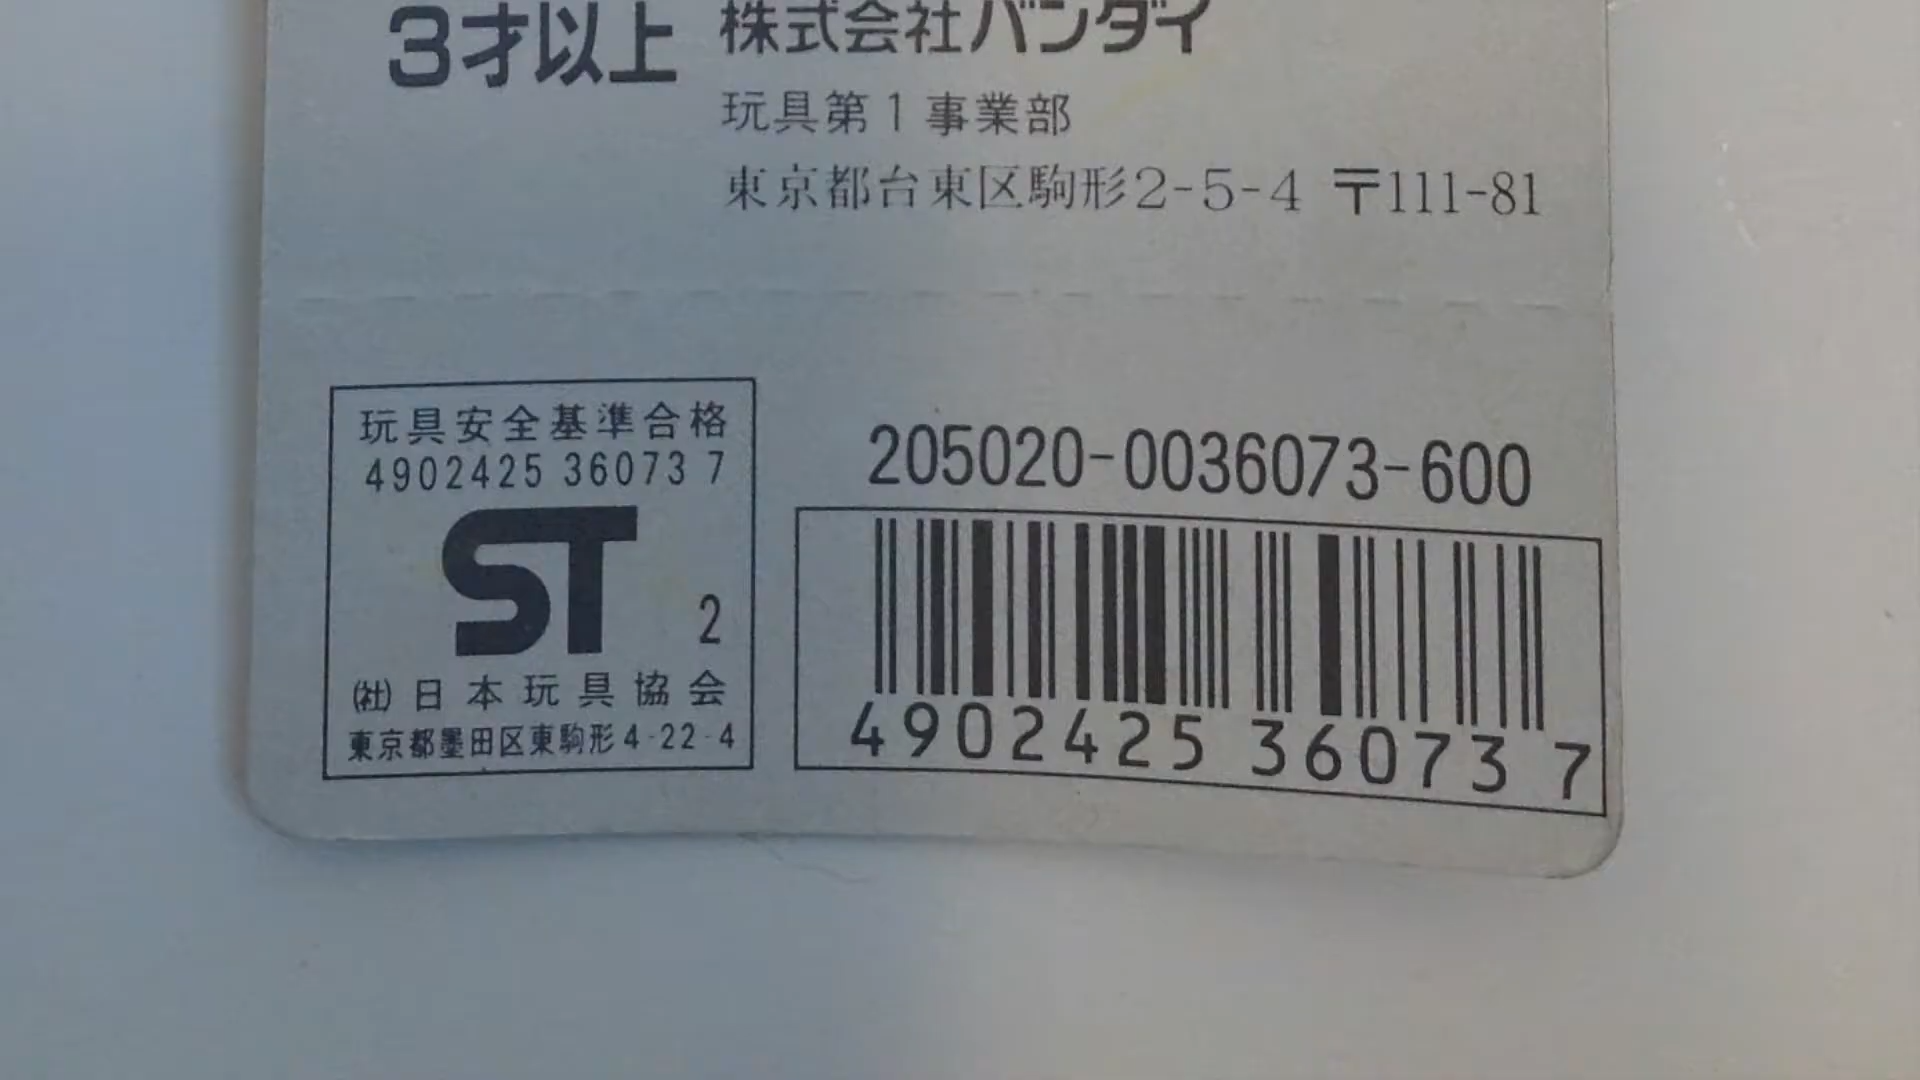 3才以上
株式会社バンダイ
玩具第1事業部
東京都台東区駒形2-5-4 〒111-81
玩具安全基準合格
4902425 36073 7
ST 2
(社)日本玩具協会
東京都墨田区東駒形4-22-4
205020-0036073-600
4902425 36073 7